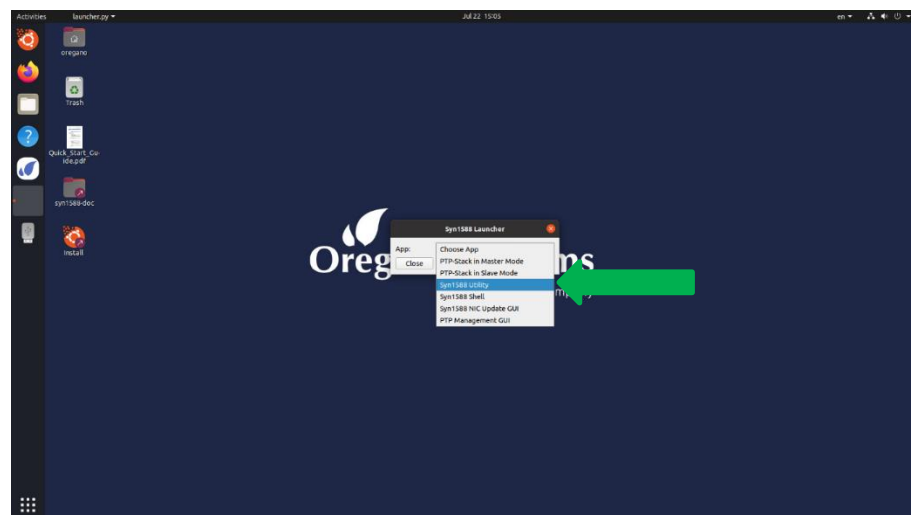 Activities launcher.py Jul 22 15:05 en
oregano
Trash
Quick_Start_Gu
ide.pdf
syn1588-doc
Install
Syn1588 Launcher
App:
Close
Choose App
PTP-Stack in Master Mode
PTP-Stack in Slave Mode
Syn1588 Utility
Syn1588 Shell
Syn1588 NIC Update GUI
PTP Management GUI
Oreg
ms